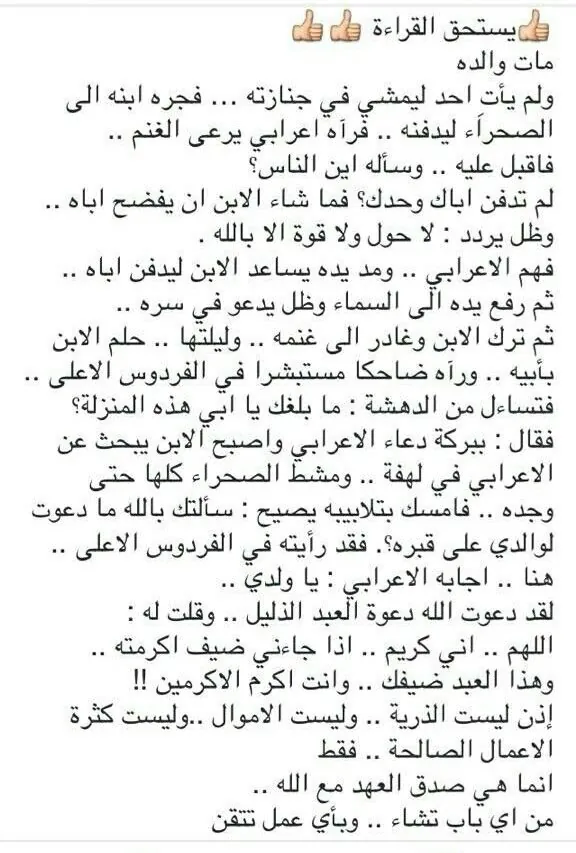 👍يستحق القراءة 👍👍
مات والده
ولم يأت احد ليمشي في جنازته ... فجره ابنه الى
الصحراء ليدفنه .. فرآه اعرابي يرعى الغنم ..
فاقبل عليه .. وسأله اين الناس؟
لم تدفن اباك وحدك؟ فما شاء الابن ان يفضح اباه ..
وظل يردد : لا حول ولا قوة الا بالله .
فهم الاعرابي .. ومد يده يساعد الابن ليدفن اباه ..
ثم رفع يده الى السماء وظل يدعو في سره ..
ثم ترك الابن وغادر الى غنمه .. وليلتها .. حلم الابن
بأبيه .. ورآه ضاحكا مستبشرا في الفردوس الاعلى ..
فتساءل من الدهشة : ما بلغك يا ابي هذه المنزلة؟
فقال : ببركة دعاء الاعرابي واصبح الابن يبحث عن
الاعرابي في لهفة .. ومشط الصحراء كلها حتى
وجده .. فامسك بتلابيبه يصيح : سألتك بالله ما دعوت
لوالدي على قبره؟. فقد رأيته في الفردوس الاعلى ..
هنا .. اجابه الاعرابي : يا ولدي ..
لقد دعوت الله دعوة العبد الذليل .. وقلت له :
اللهم .. اني كريم .. اذا جاءني ضيف اكرمته ..
وهذا العبد ضيفك .. وانت اكرم الاكرمين !!
إذن ليست الذرية .. وليست الاموال ..وليست كثرة
الاعمال الصالحة .. فقط
انما هي صدق العهد مع الله ..
من اي باب تشاء .. وبأي عمل تتقن